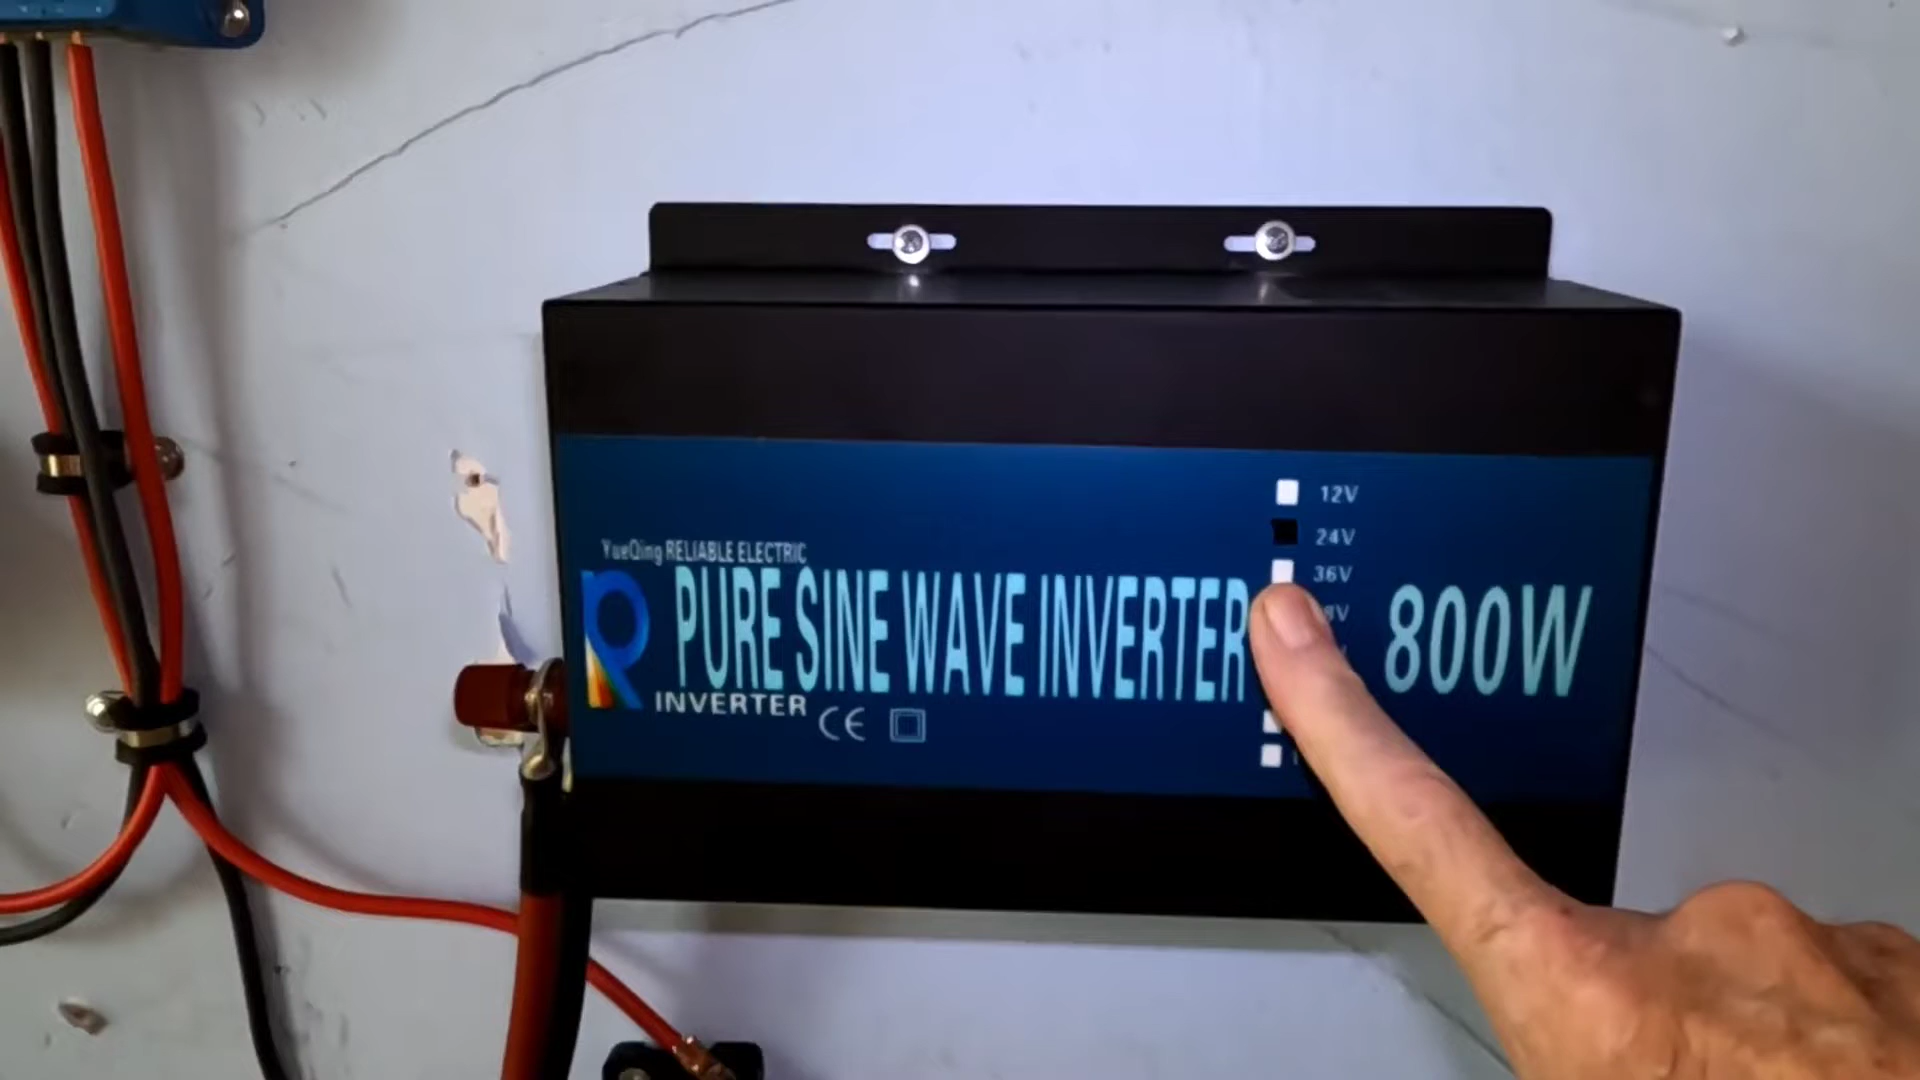 12V
24V
36V
YueQing RELIABLE ELECTRIC
PURE SINE WAVE INVERTER
800W
INVERTER
CE